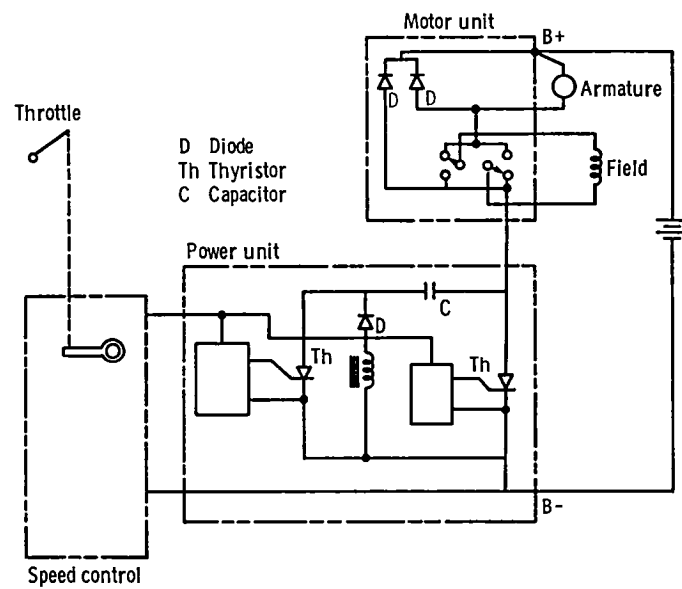 Motor unit
B+
D
D
Armature
Throttle
D Diode
Th Thyristor
C Capacitor
Field
Power unit
C
D
Th
Th
B-
Speed control